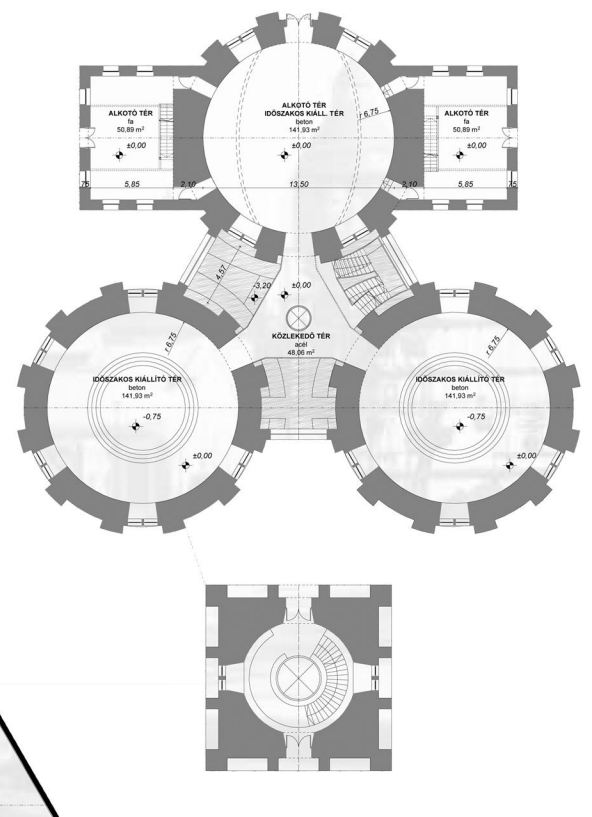 ALKOTÓ TÉR
IDŐSZAKOS KIÁLL. TÉR
beton
141,93 m²
±0,00
r 6,75
ALKOTÓ TÉR
fa
50,89 m²
±0,00
ALKOTÓ TÉR
fa
50,89 m²
±0,00
75
5,85
2,10
13,50
2,10
5,85
75
4,57
-3,20
±0,00
KÖZLEKEDŐ TÉR
acél
48,06 m²
r 6,75
IDŐSZAKOS KIÁLLÍTÓ TÉR
beton
141,93 m²
-0,75
±0,00
r 6,75
IDŐSZAKOS KIÁLLÍTÓ TÉR
beton
141,93 m²
-0,75
±0,00